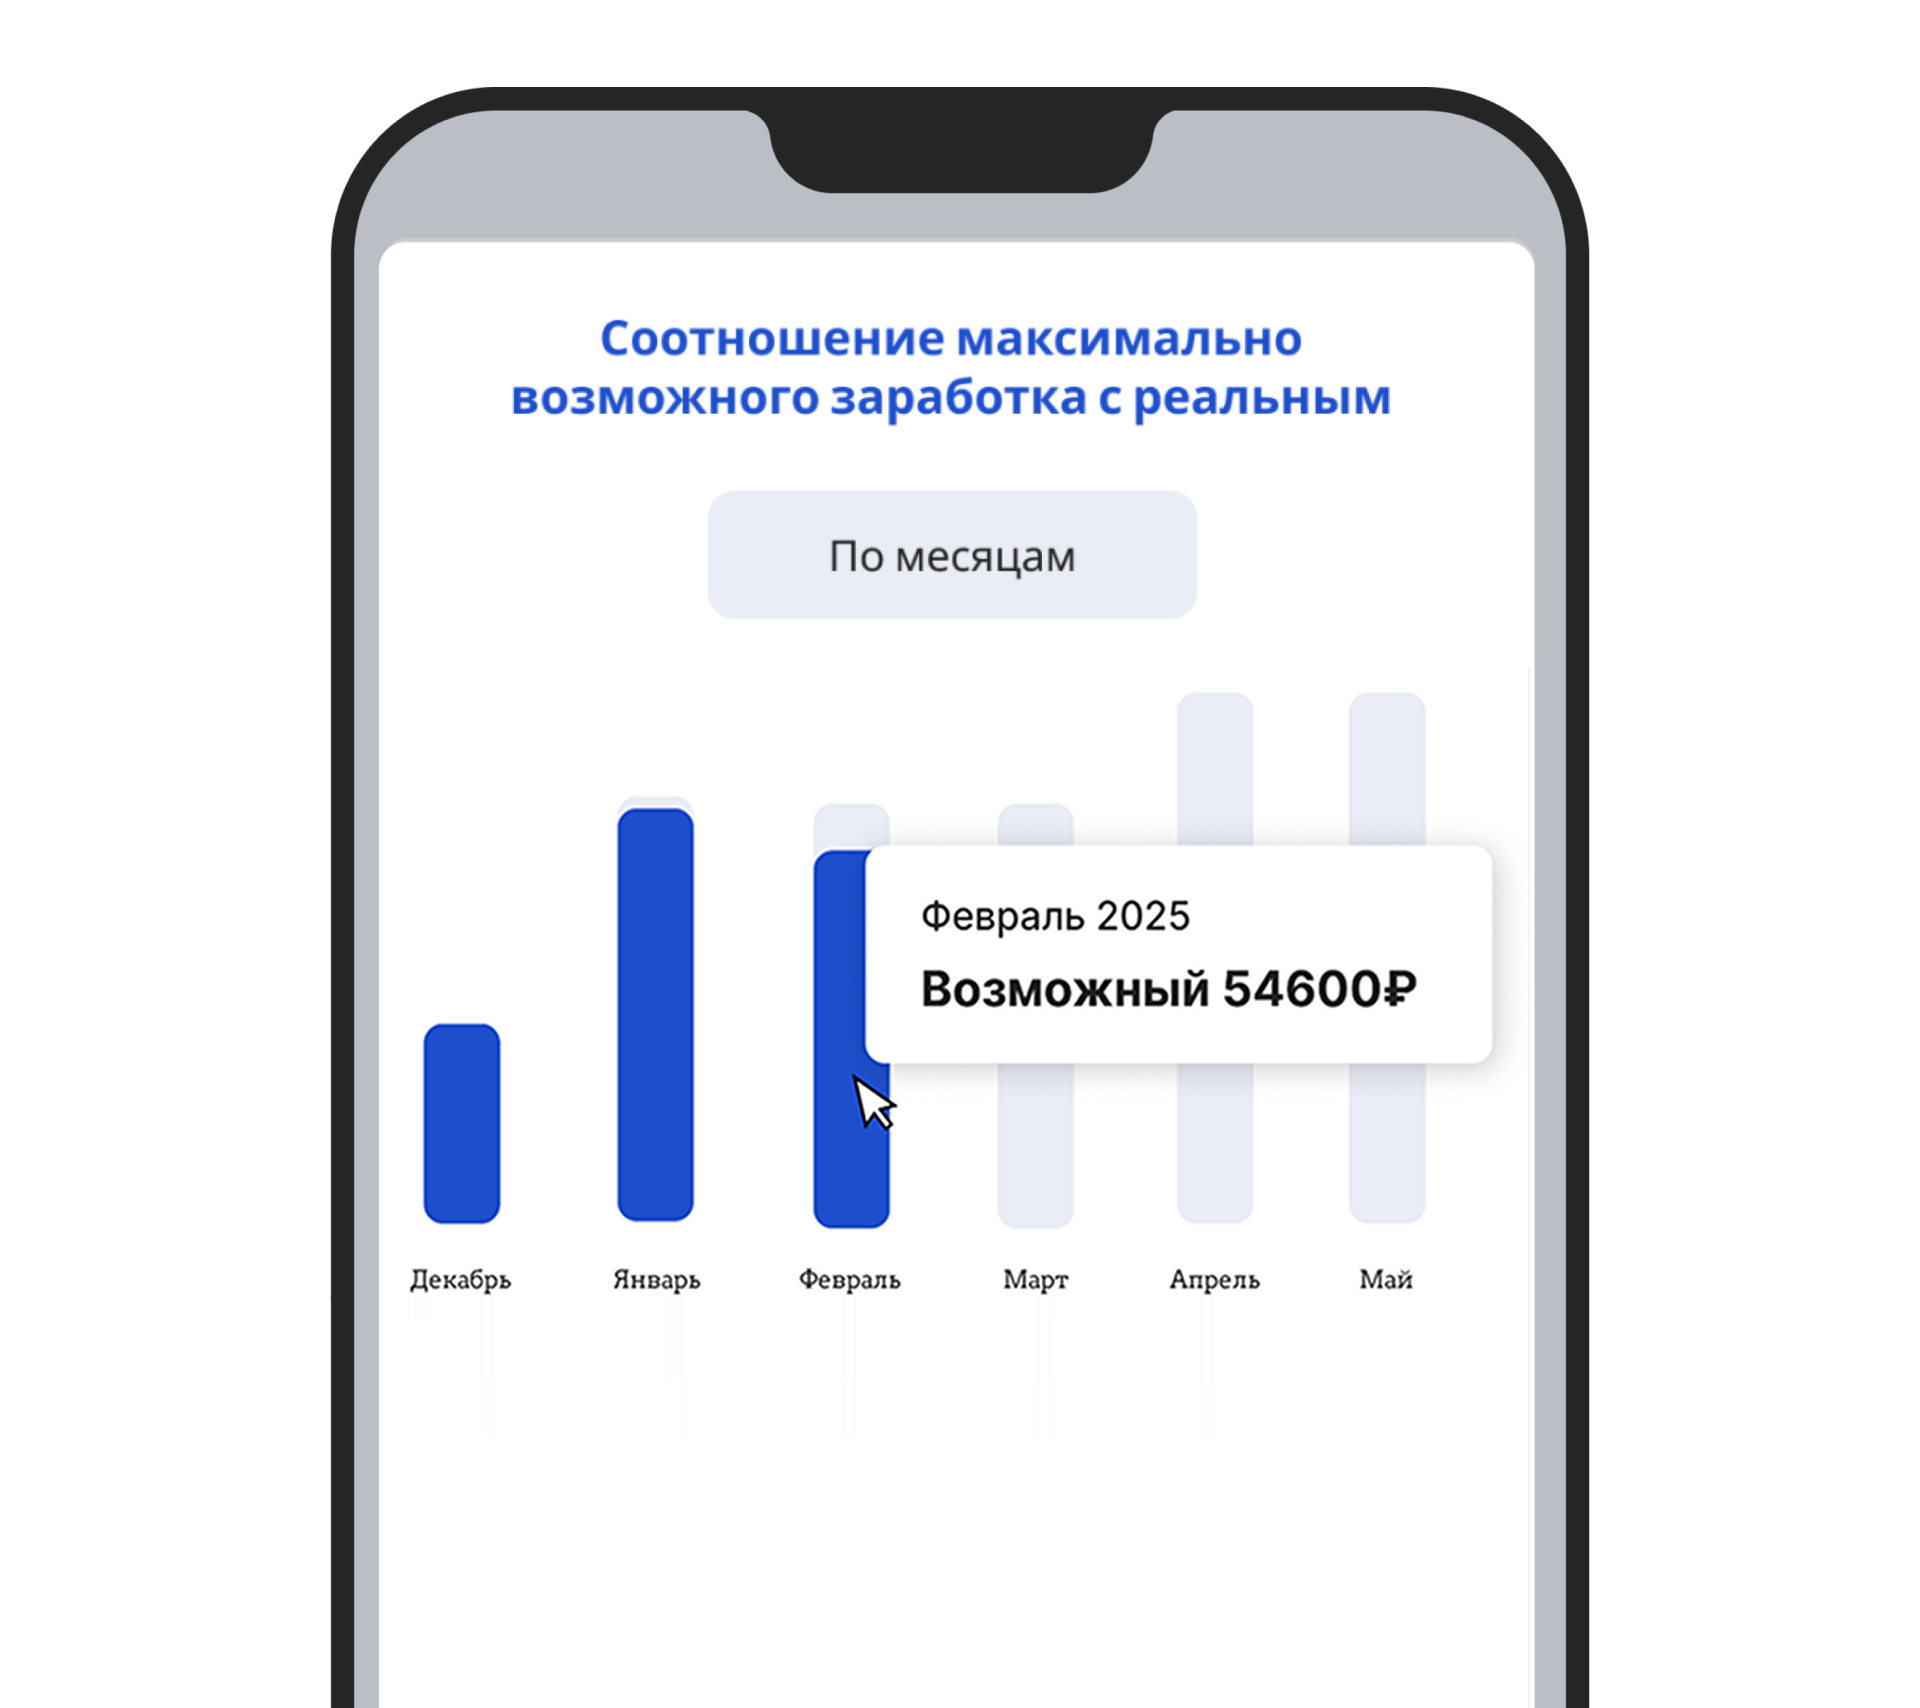 Соотношение максимально
возможного заработка с реальным
По месяцам
Февраль 2025
Возможный 54600₽
Декабрь Январь Февраль Март Апрель Май